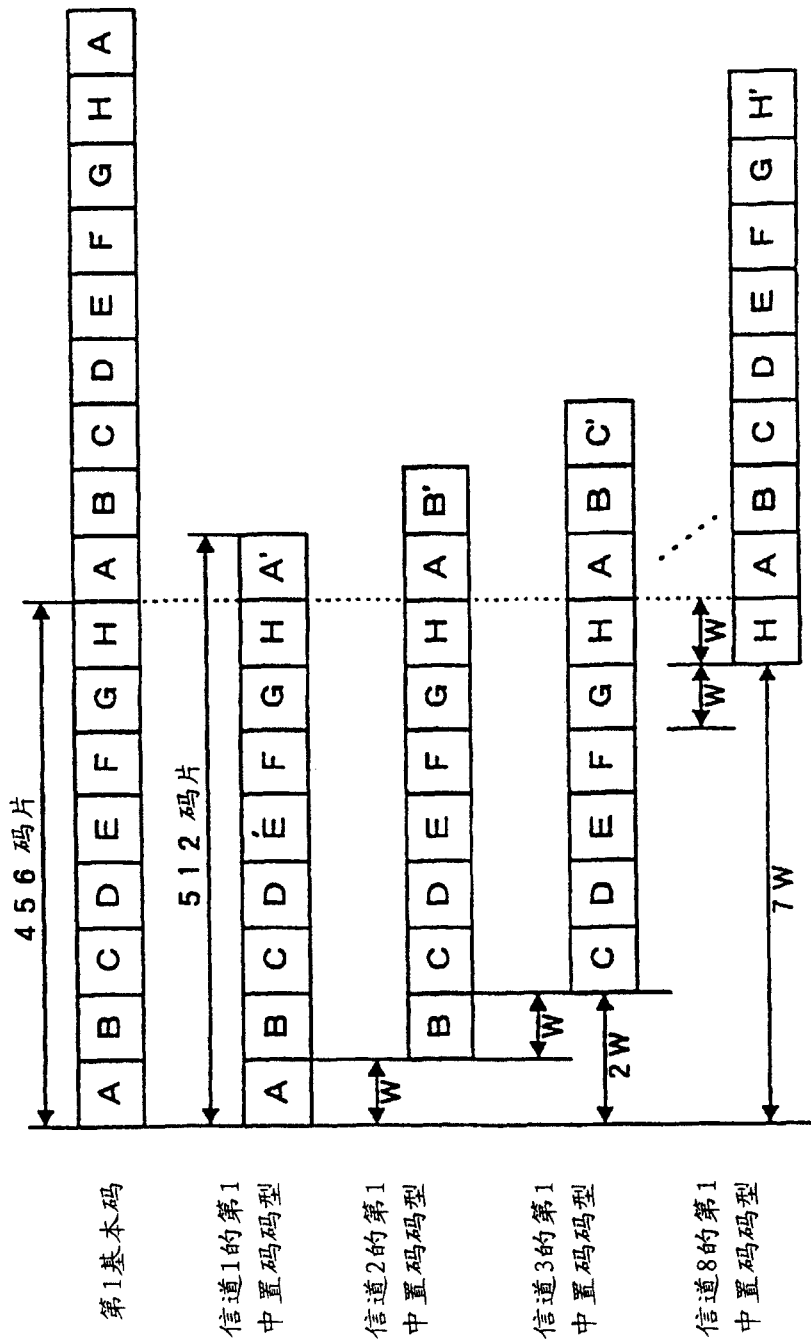 456 码片
第1基本码 A B C D E F G H A B C D E F G H A
512 码片
信道1的第1
中置码码型
A B C D É F G H A'
W
信道2的第1
中置码码型
B C D E F G H A B'
W
信道3的第1
中置码码型
C D E F G H A B C'
2W
W W
信道8的第1
中置码码型
H A B C D E F G H'
7W